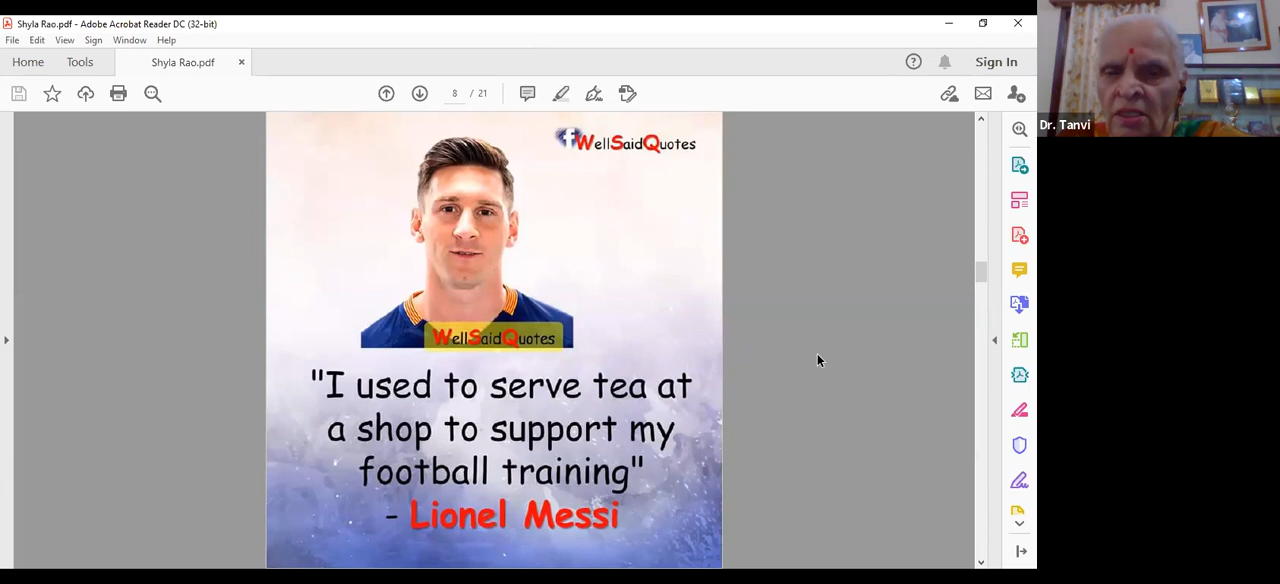 Shyla Rao.pdf - Adobe Acrobat Reader DC (32-bit)
File Edit View Sign Window Help
Home Tools Shyla Rao.pdf × Sign In
8 / 21
Dr. Tanvi
f WellSaidQuotes
WellSaidQuotes
"I used to serve tea at
a shop to support my
football training"
- Lionel Messi